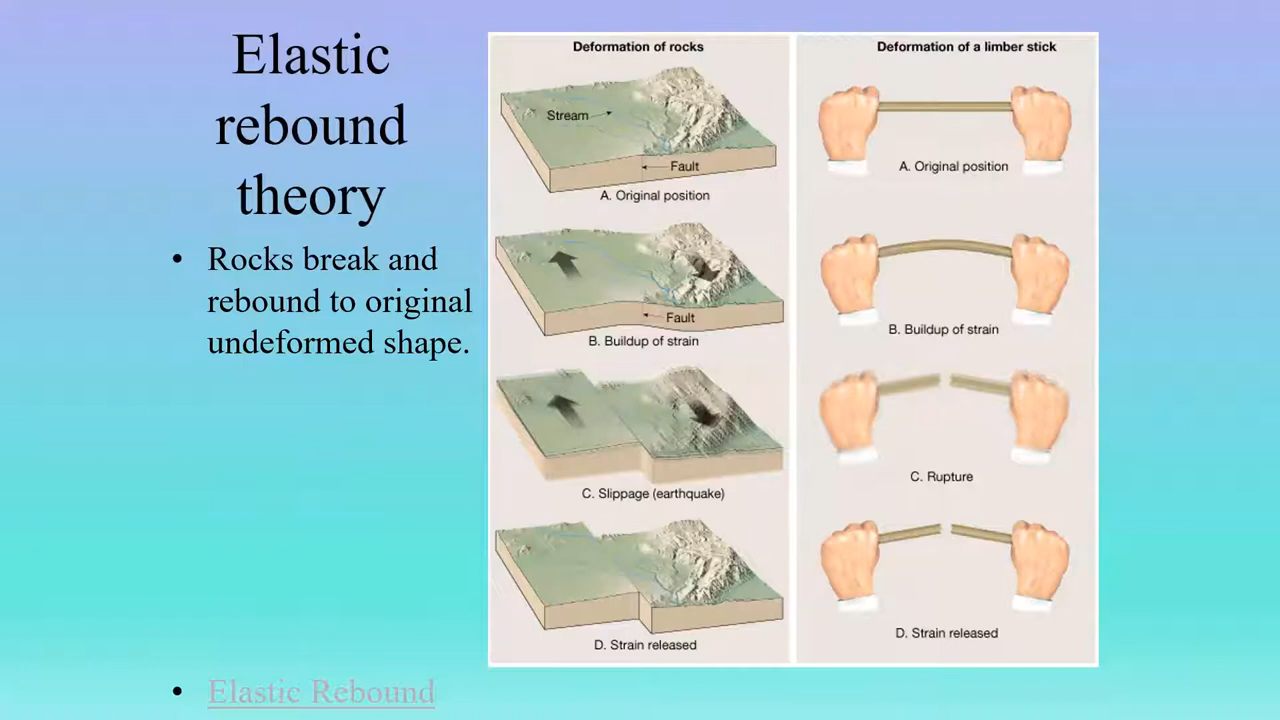 Elastic
rebound
theory
• Rocks break and
rebound to original
undeformed shape.
• Elastic Rebound
Deformation of rocks
Stream
Fault
A. Original position
Fault
B. Buildup of strain
C. Slippage (earthquake)
D. Strain released
Deformation of a limber stick
A. Original position
B. Buildup of strain
C. Rupture
D. Strain released